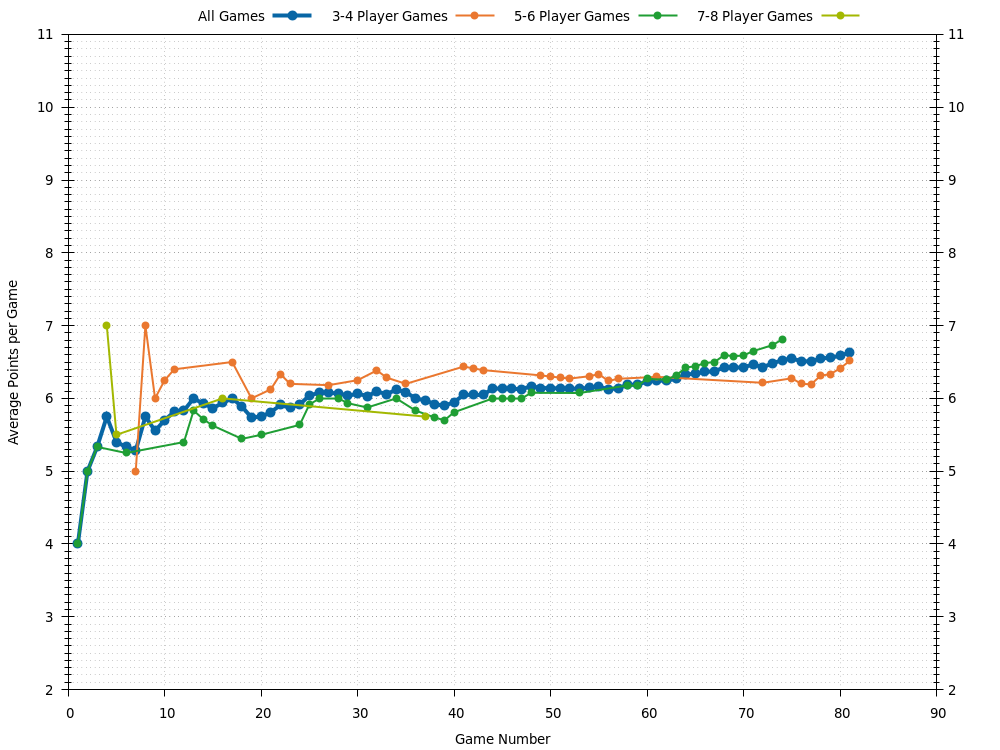 All Games 3-4 Player Games 5-6 Player Games 7-8 Player Games
11 11
10 10
9 9
8 8
7 7
6 6
5 5
4 4
3 3
2 2
Average Points per Game
0 10 20 30 40 50 60 70 80 90
Game Number